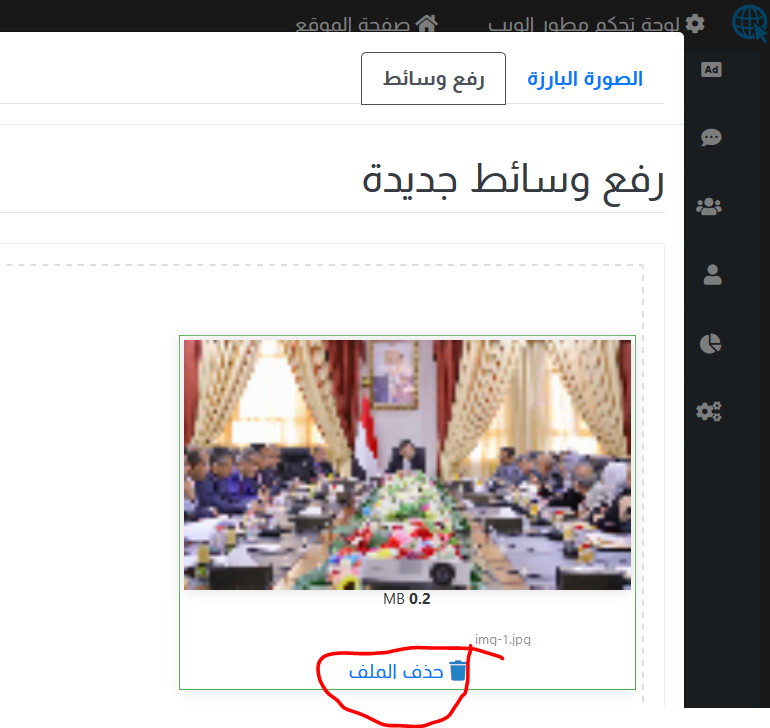 لوحة تحكم مطور الويب
صفحة الموقع
Ad
الصورة البارزة
رفع وسائط
رفع وسائط جديدة
0.2 MB
img-1.jpg
حذف الملف